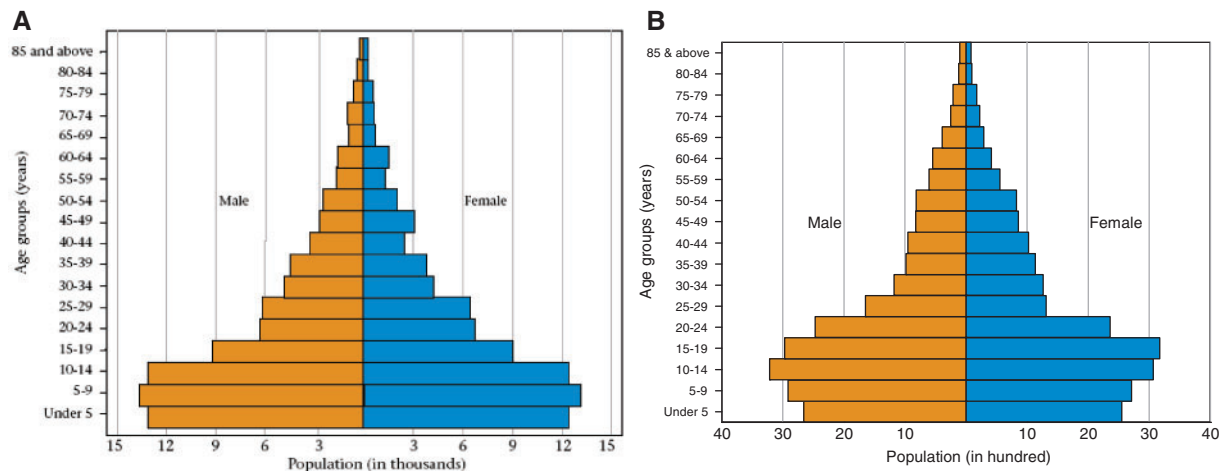 A
Age groups (years)
85 and above
80-84
75-79
70-74
65-69
60-64
55-59
50-54
45-49
40-44
35-39
30-34
25-29
20-24
15-19
10-14
5-9
Under 5
Male
Female
15 12 9 6 3 3 6 9 12 15
Population (in thousands)
B
Age groups (years)
85 & above
80-84
75-79
70-74
65-69
60-64
55-59
50-54
45-49
40-44
35-39
30-34
25-29
20-24
15-19
10-14
5-9
Under 5
Male
Female
40 30 20 10 10 20 30 40
Population (in hundred)